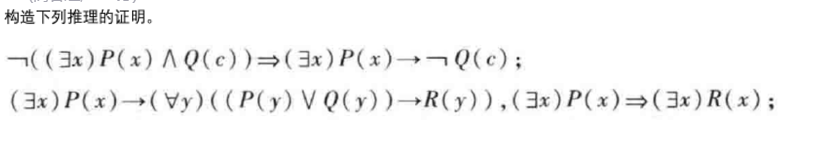 构造下列推理的证明。
¬((∃x)P(x)∧Q(c))⇒(∃x)P(x)→¬Q(c);
(∃x)P(x)→(∀y)((P(y)∨Q(y))→R(y)),(∃x)P(x)⇒(∃x)R(x);